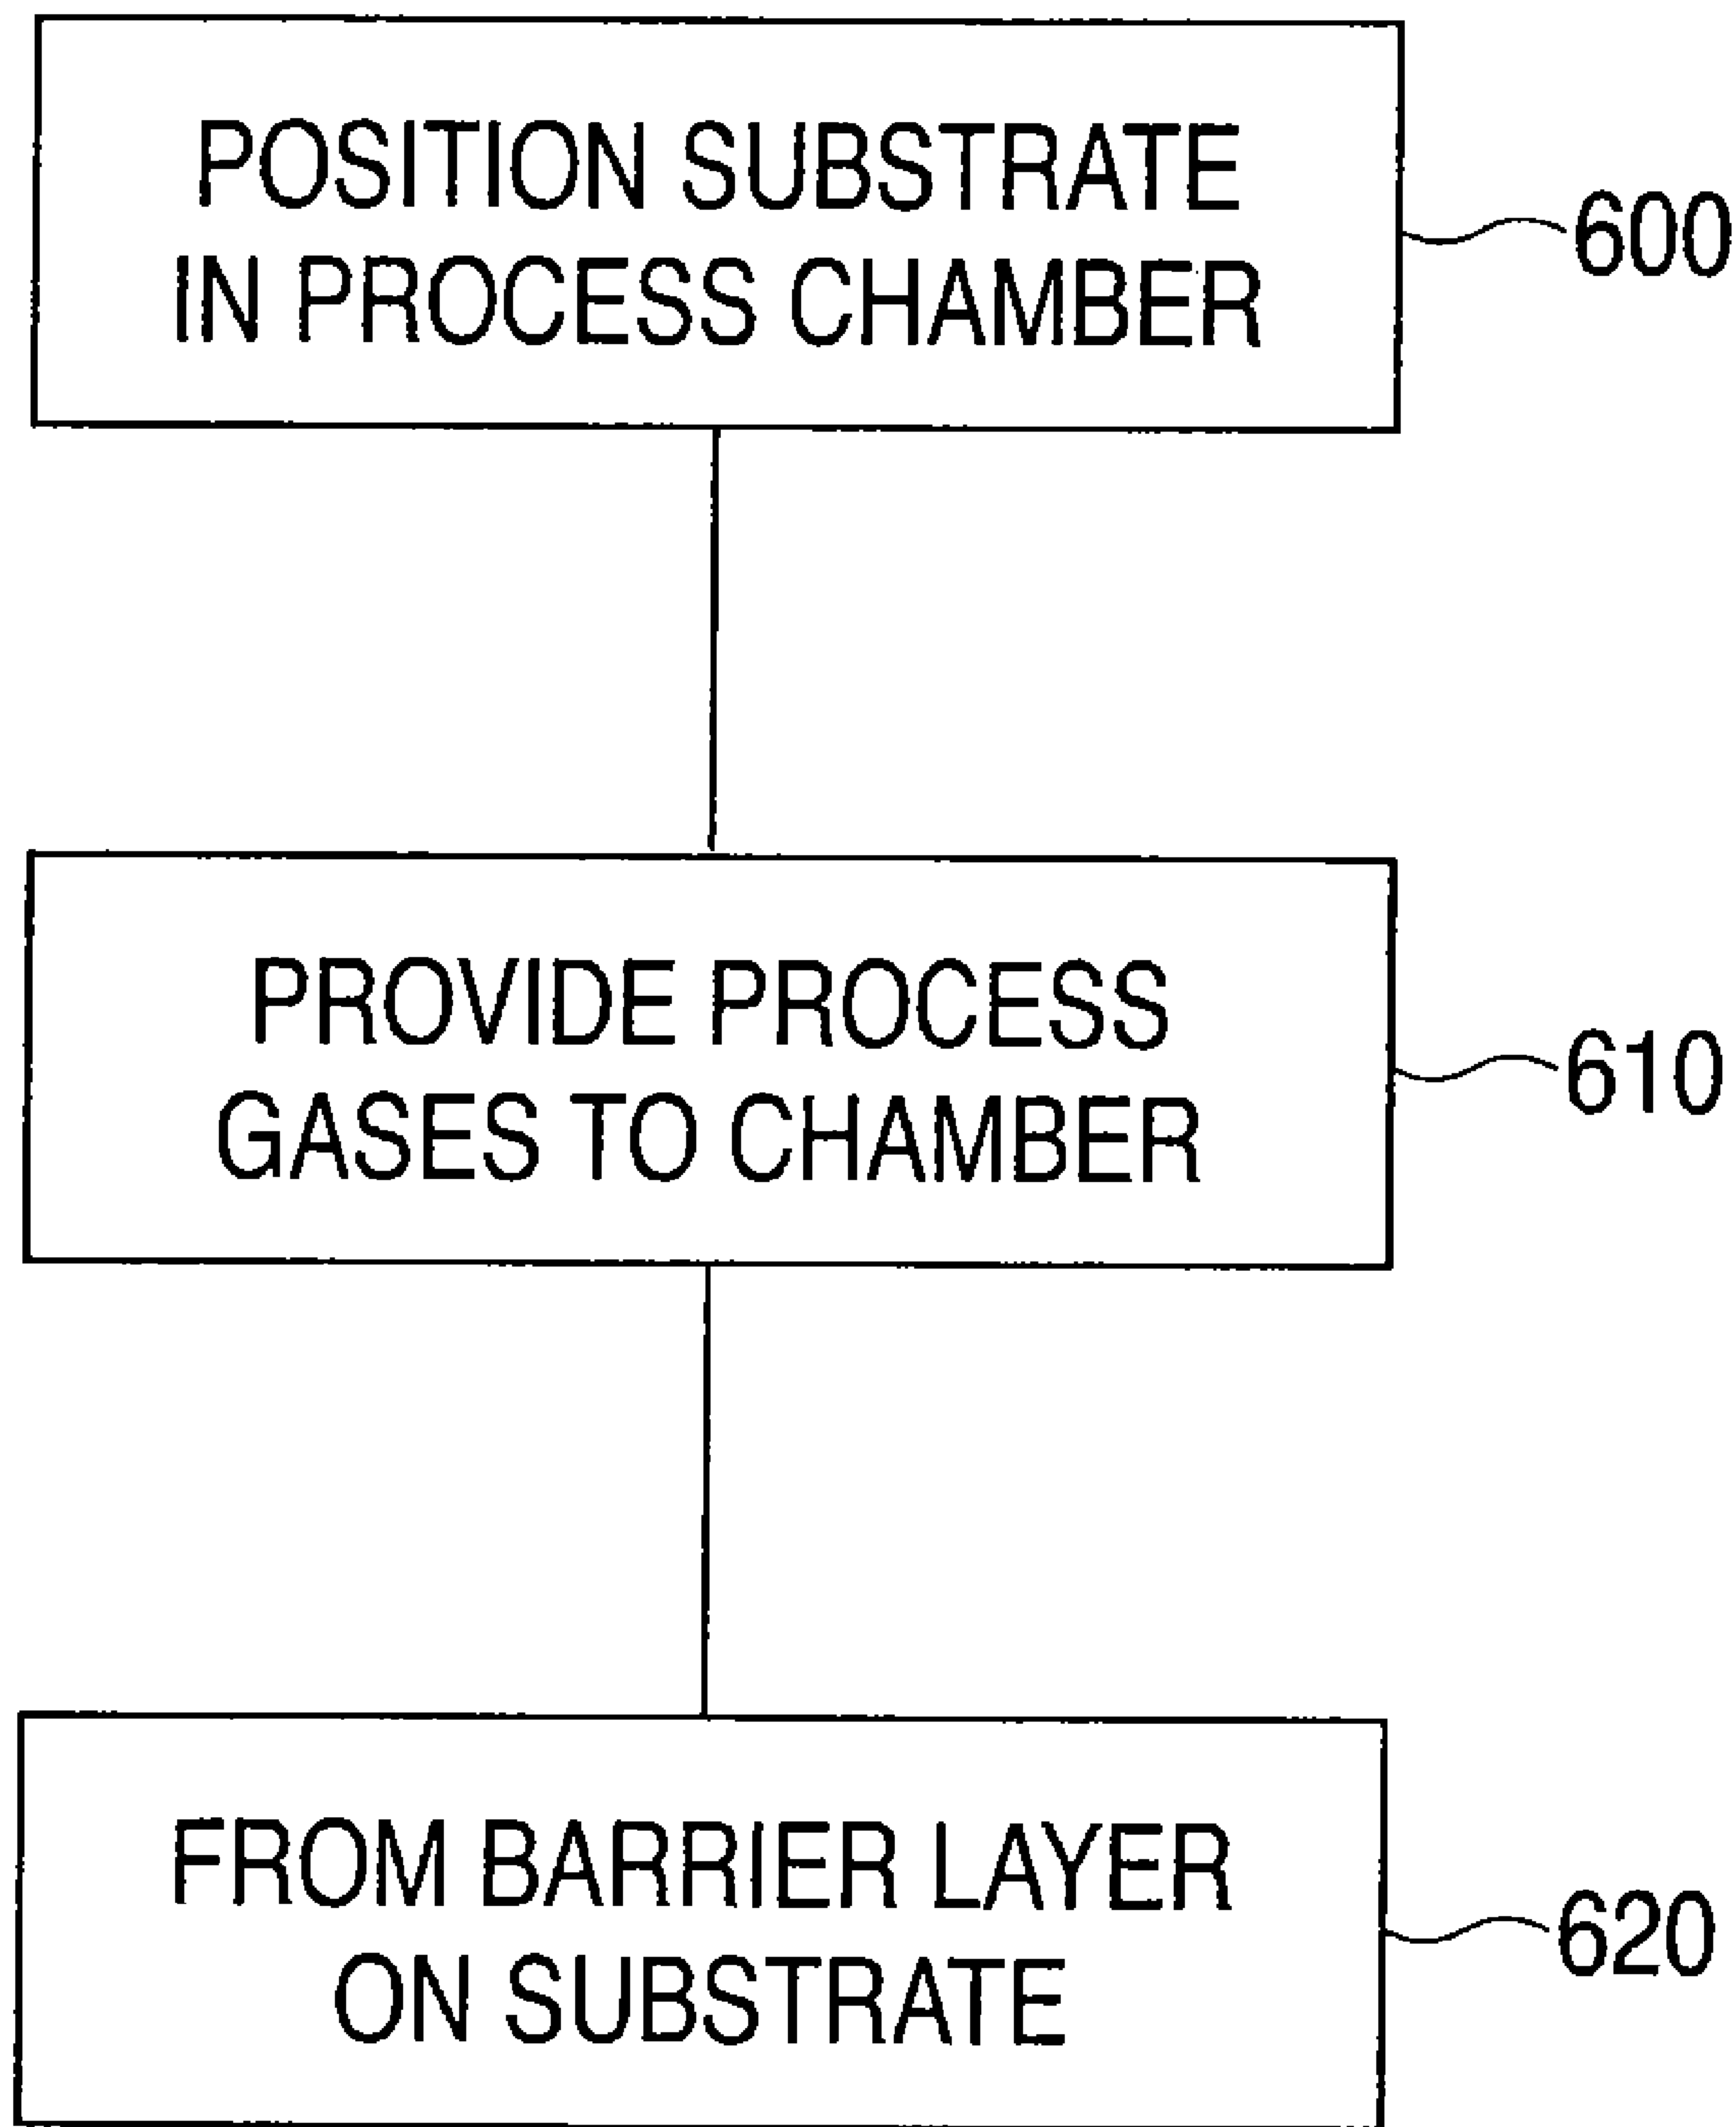 POSITION SUBSTRATE
IN PROCESS CHAMBER
600
PROVIDE PROCESS
GASES TO CHAMBER
610
FROM BARRIER LAYER
ON SUBSTRATE
620